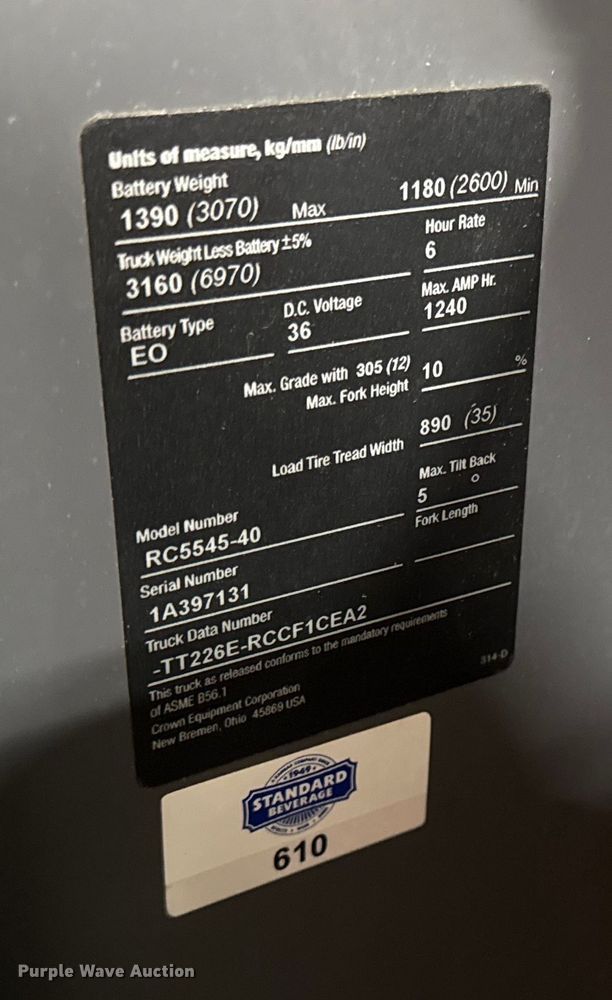 Units of measure, kg/mm (lb/in)
Battery Weight
1390 (3070) Max 1180 (2600) Min
Truck Weight Less Battery ±5%
3160 (6970)
Hour Rate
6
Battery Type
EO
D.C. Voltage
36
Max. AMP Hr.
1240
Max. Grade with 305 (12)
Max. Fork Height
10 %
Load Tire Tread Width
890 (35)
Max. Tilt Back
5 °
Model Number
RC5545-40
Fork Length
Serial Number
1A397131
Truck Data Number
-TT226E-RCCF1CEA2
This truck as released conforms to the mandatory requirements
of ASME B56.1
Crown Equipment Corporation
New Bremen, Ohio 45869 USA
314-D
1949
STANDARD
BEVERAGE
610
Purple Wave Auction